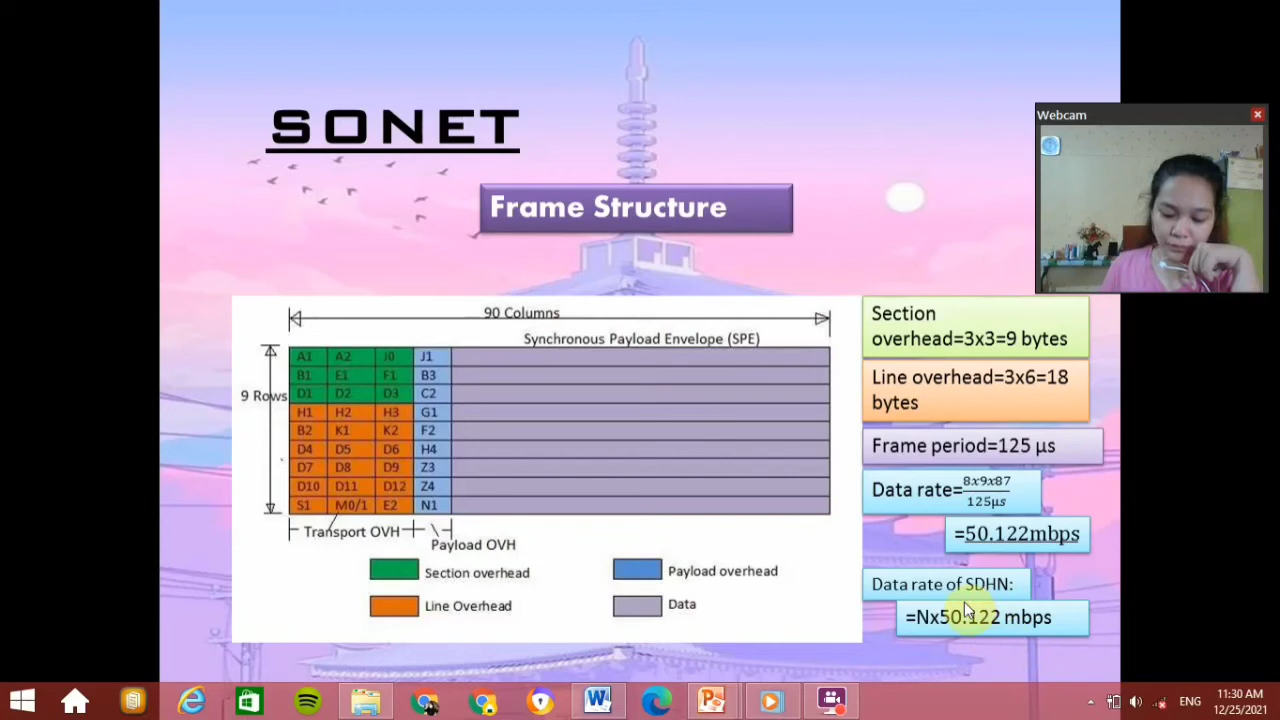 SONET
Webcam
Frame Structure
90 Columns
Synchronous Payload Envelope (SPE)
9 Rows
A1 A2 J0 J1
B1 E1 F1 B3
D1 D2 D3 C2
H1 H2 H3 G1
B2 K1 K2 F2
D4 D5 D6 H4
D7 D8 D9 Z3
D10 D11 D12 Z4
S1 M0/1 E2 N1
Transport OVH
Payload OVH
Section overhead
Payload overhead
Line Overhead
Data
Section
overhead=3x3=9 bytes
Line overhead=3x6=18
bytes
Frame period=125 µs
Data rate=8x9x87/125µs
=50.122mbps
Data rate of SDHN:
=Nx50.122 mbps
ENG
11:30 AM
12/25/2021